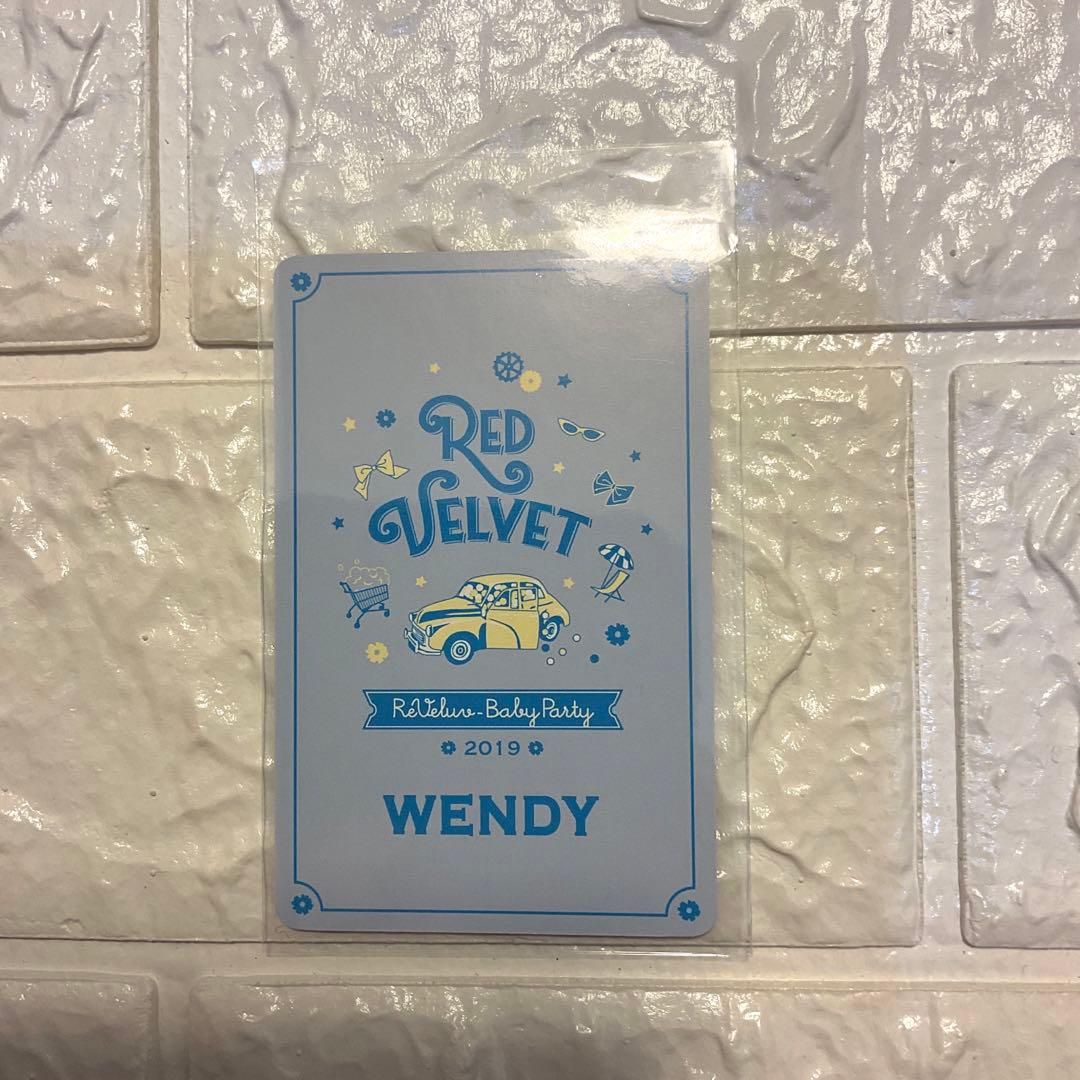 RED
VELVET
ReVeluv-Baby Party
2019
WENDY